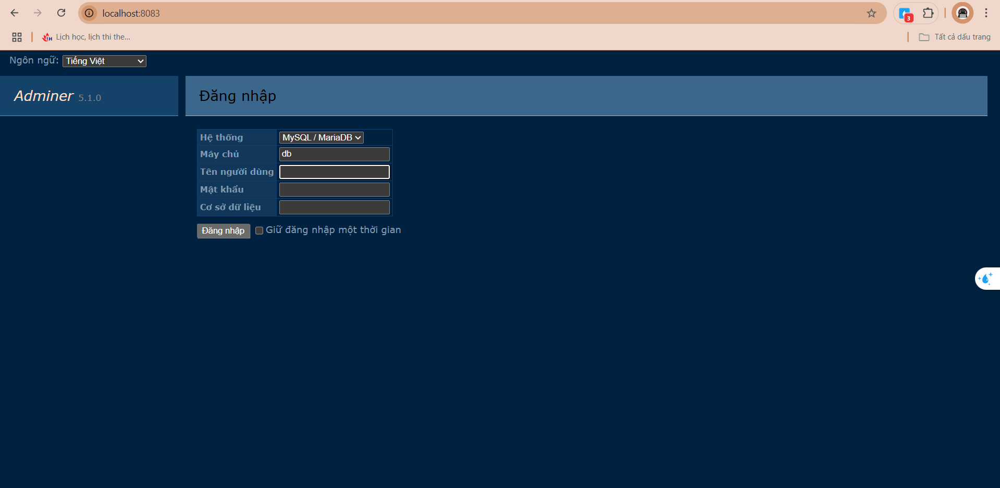 localhost:8083
3
Lịch học, lịch thi the...
Tất cả dấu trang
Ngôn ngữ: Tiếng Việt
Adminer 5.1.0
Đăng nhập
Hệ thống MySQL / MariaDB
Máy chủ db
Tên người dùng
Mật khẩu
Cơ sở dữ liệu
Đăng nhập Giữ đăng nhập một thời gian